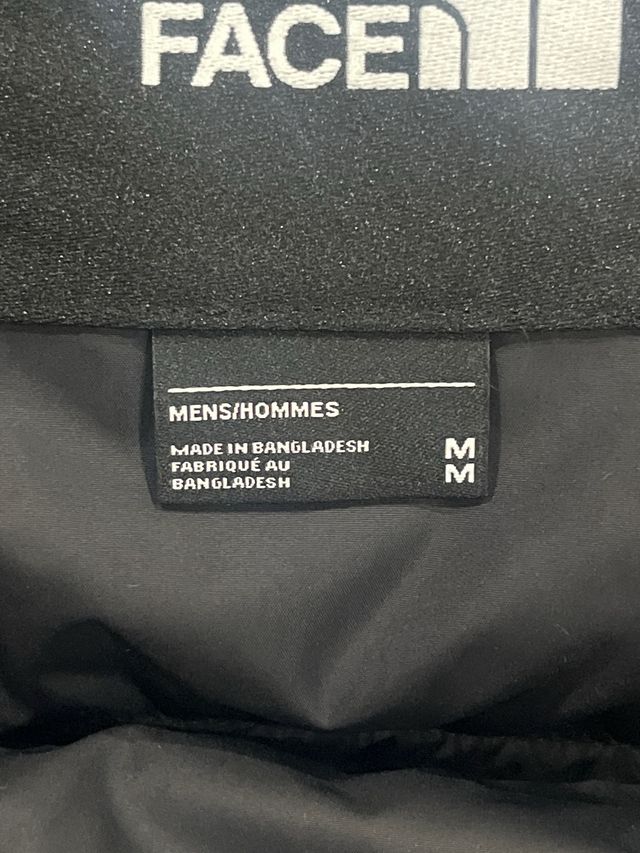 FACE
MENS/HOMMES
MADE IN BANGLADESH M
FABRIQUÉ AU M
BANGLADESH